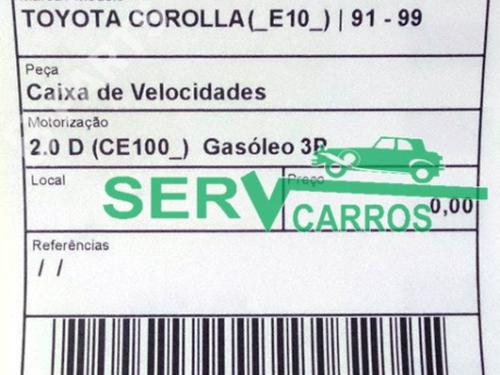 TOYOTA COROLLA (_E10_) | 91 - 99
Peça
Caixa de Velocidades
Motorização
2.0 D (CE100_) Gasóleo 3P
Local
Preço
0,00
SERV CARROS
Referências
/ /